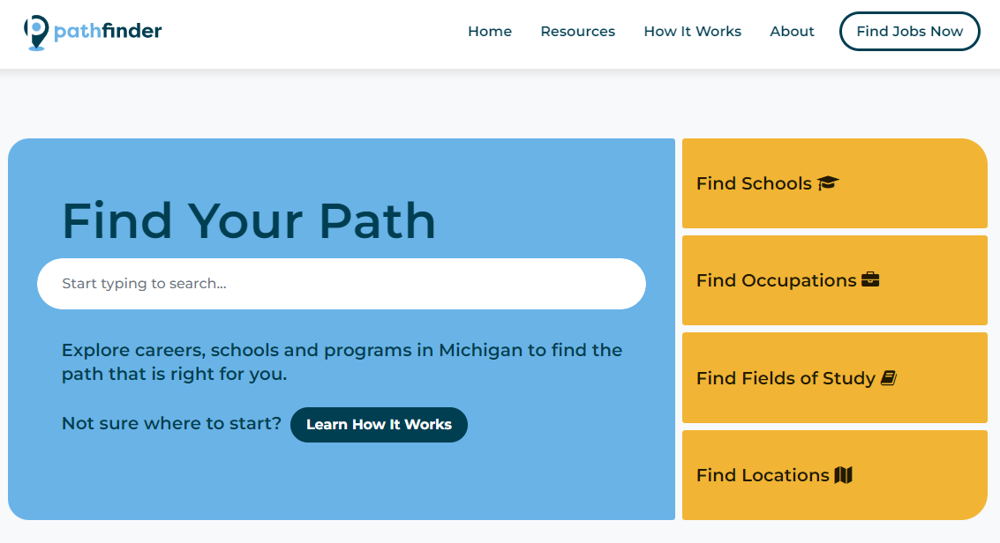 pathfinder
Home Resources How It Works About Find Jobs Now
Find Your Path
Start typing to search...
Explore careers, schools and programs in Michigan to find the
path that is right for you.
Not sure where to start? Learn How It Works
Find Schools
Find Occupations
Find Fields of Study
Find Locations